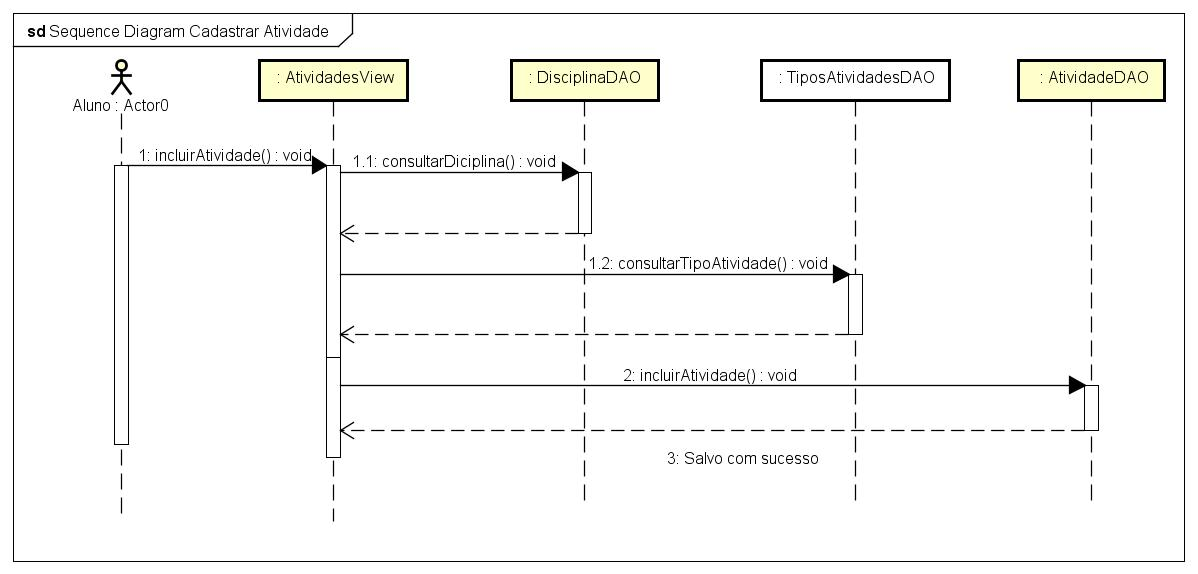 sd Sequence Diagram Cadastrar Atividade
: AtividadesView
: DisciplinaDAO
: TiposAtividadesDAO
: AtividadeDAO
Aluno : Actor0
1: incluirAtividade() : void
1.1: consultarDiciplina() : void
1.2: consultarTipoAtividade() : void
2: incluirAtividade() : void
3: Salvo com sucesso